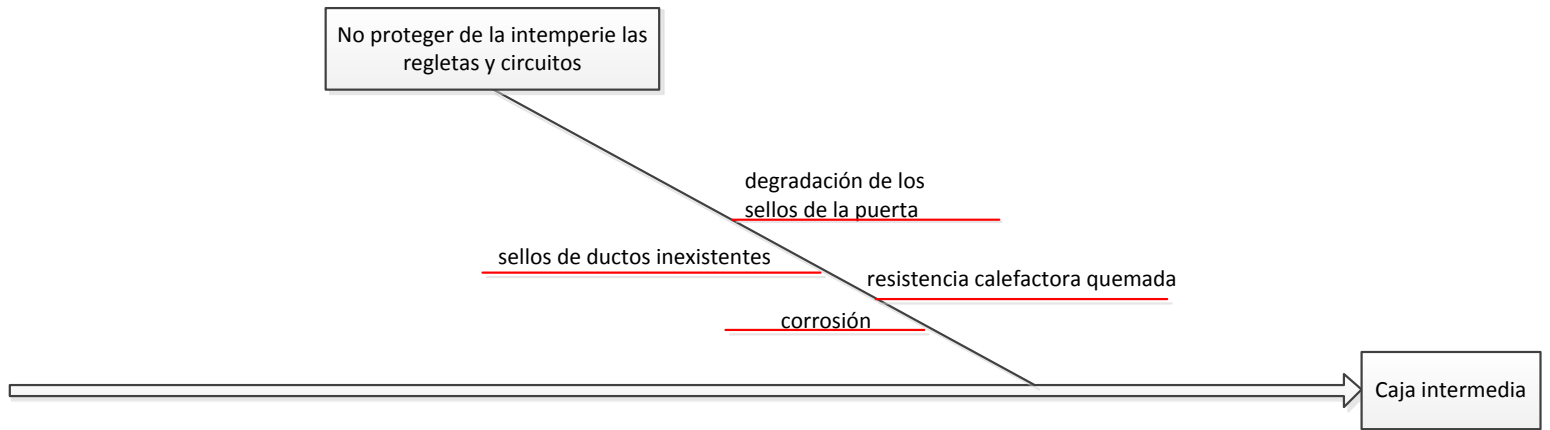 No proteger de la intemperie las
regletas y circuitos
degradación de los
sellos de la puerta
sellos de ductos inexistentes
resistencia calefactora quemada
corrosión
Caja intermedia